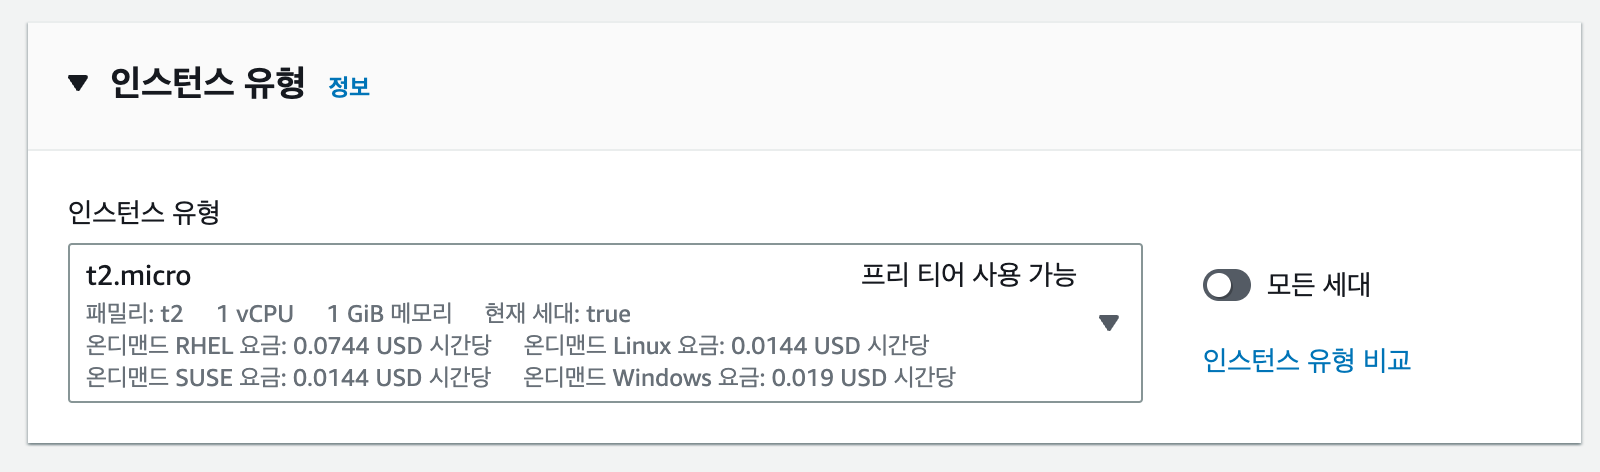 인스턴스 유형 정보
인스턴스 유형
t2.micro 프리 티어 사용 가능
패밀리: t2 1 vCPU 1 GiB 메모리 현재 세대: true
온디맨드 RHEL 요금: 0.0744 USD 시간당 온디맨드 Linux 요금: 0.0144 USD 시간당
온디맨드 SUSE 요금: 0.0144 USD 시간당 온디맨드 Windows 요금: 0.019 USD 시간당
모든 세대
인스턴스 유형 비교